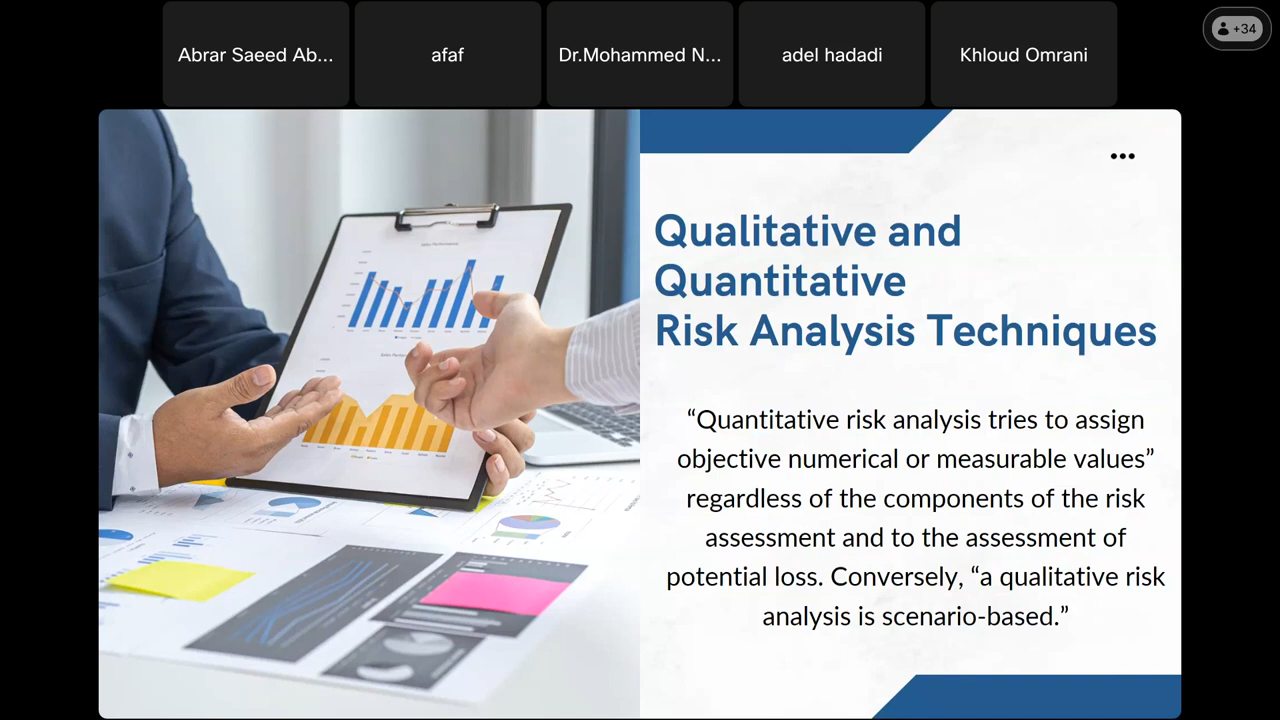 Abrar Saeed Ab...
afaf
Dr.Mohammed N...
adel hadadi
Khloud Omrani
+34
Qualitative and
Quantitative
Risk Analysis Techniques
“Quantitative risk analysis tries to assign
objective numerical or measurable values”
regardless of the components of the risk
assessment and to the assessment of
potential loss. Conversely, “a qualitative risk
analysis is scenario-based.”